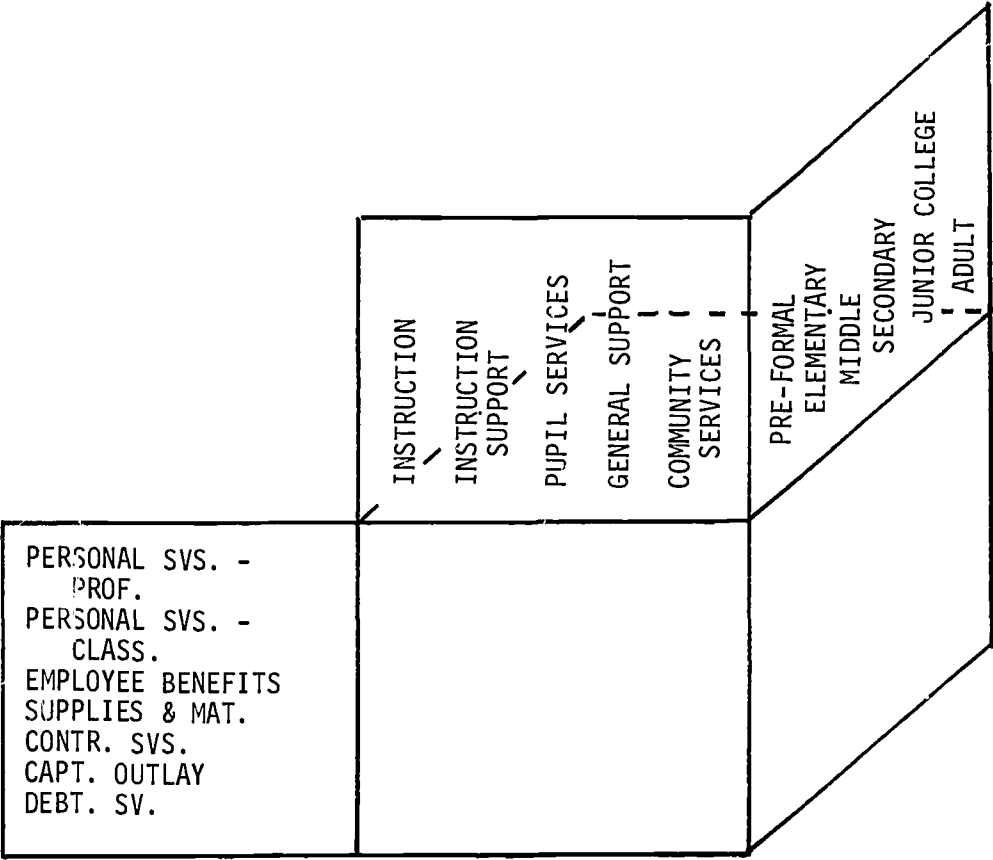 PERSONAL SVS. -
PROF.
PERSONAL SVS. -
CLASS.
EMPLOYEE BENEFITS
SUPPLIES & MAT.
CONTR. SVS.
CAPT. OUTLAY
DEBT. SV.
INSTRUCTION
INSTRUCTION
SUPPORT
PUPIL SERVICES
GENERAL SUPPORT
COMMUNITY
SERVICES
PRE-FORMAL
ELEMENTARY
MIDDLE
SECONDARY
JUNIOR COLLEGE
ADULT